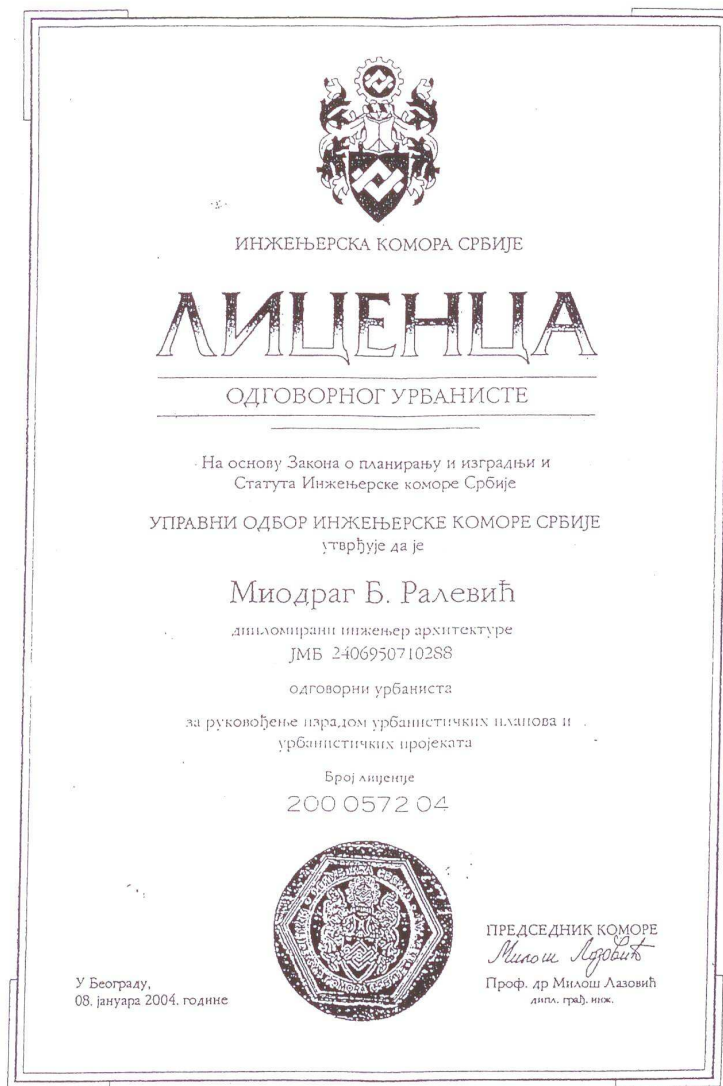 ИНЖЕЊЕРСКА КОМОРА СРБИЈЕ
ЛИЦЕНЦА
ОДГОВОРНОГ УРБАНИСТЕ
На основу Закона о планирању и изградњи и
Статута Инжењерске коморе Србије
УПРАВНИ ОДБОР ИНЖЕЊЕРСКЕ КОМОРЕ СРБИЈЕ
утврђује да је
Миодраг Б. Ралевић
дипломирани инжењер архитектуре
ЈМБ 2406950710288
одговорни урбаниста
за руковођење израдом урбанистичких планова и
урбанистичких пројеката
Број лиценце
200 0572 04
У Београду,
08. јануара 2004. године
ПРЕДСЕДНИК КОМОРЕ
Милош Лазовић
Проф. др Милош Лазовић
дипл. грађ. инж.